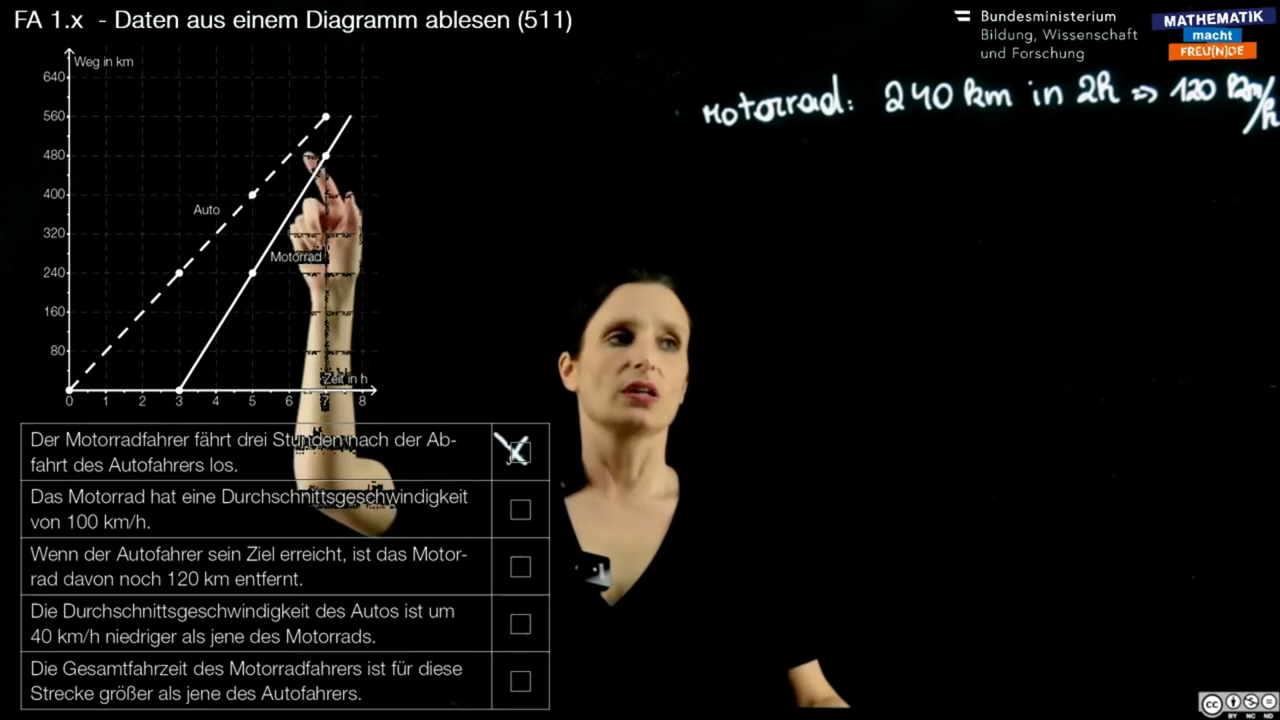 FA 1.x - Daten aus einem Diagramm ablesen (511)
Bundesministerium
Bildung, Wissenschaft
und Forschung
MATHEMATIK
macht
FREU(N)DE
Motorrad: 240 km in 2h => 120 km/h
Weg in km
640
560
480
400
320
240
160
80
Auto
Motorrad
Zeit in h
0 1 2 3 4 5 6 7 8
Der Motorradfahrer fährt drei Stunden nach der Ab-
fahrt des Autofahrers los.
Das Motorrad hat eine Durchschnittsgeschwindigkeit
von 100 km/h.
Wenn der Autofahrer sein Ziel erreicht, ist das Motor-
rad davon noch 120 km entfernt.
Die Durchschnittsgeschwindigkeit des Autos ist um
40 km/h niedriger als jene des Motorrads.
Die Gesamtfahrzeit des Motorradfahrers ist für diese
Strecke größer als jene des Autofahrers.
cc
BY NC ND